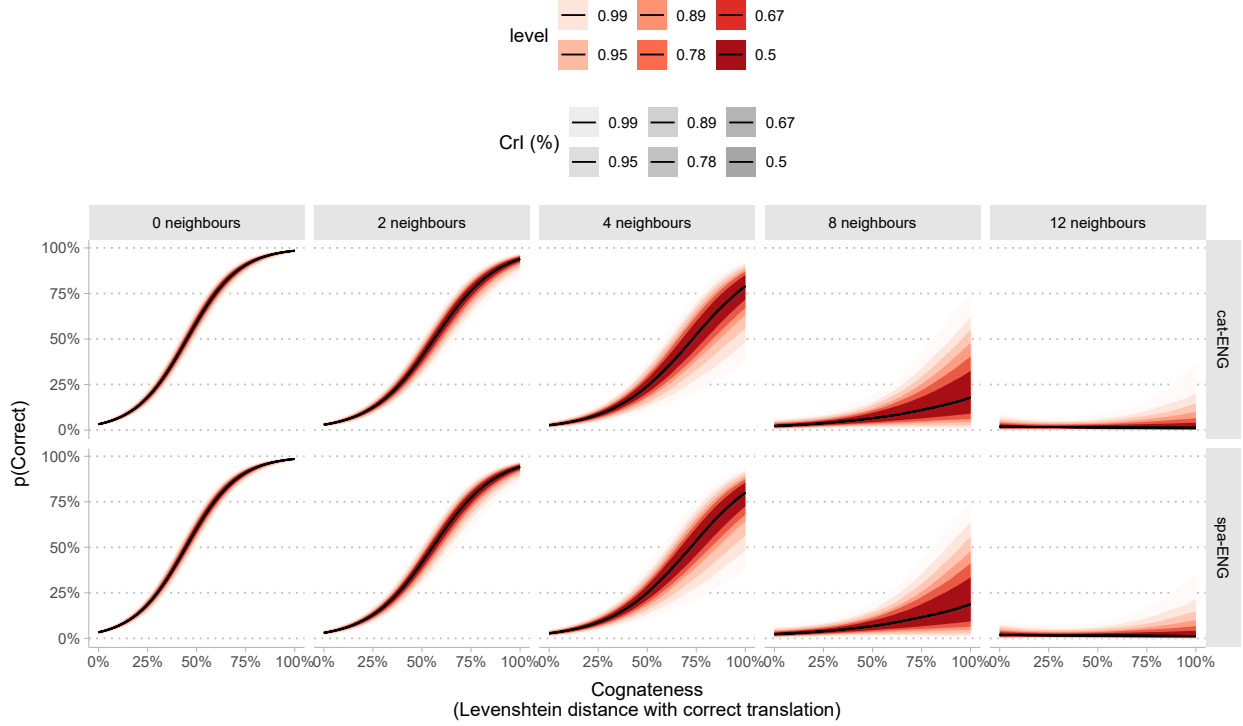 level
0.99 0.89 0.67
0.95 0.78 0.5
CrI (%)
0.99 0.89 0.67
0.95 0.78 0.5
0 neighbours 2 neighbours 4 neighbours 8 neighbours 12 neighbours
p(Correct)
100%
75%
50%
25%
0%
cat-ENG
100%
75%
50%
25%
0%
spa-ENG
0% 25% 50% 75% 100% 0% 25% 50% 75% 100% 0% 25% 50% 75% 100% 0% 25% 50% 75% 100% 0% 25% 50% 75% 100%
Cognateness
(Levenshtein distance with correct translation)